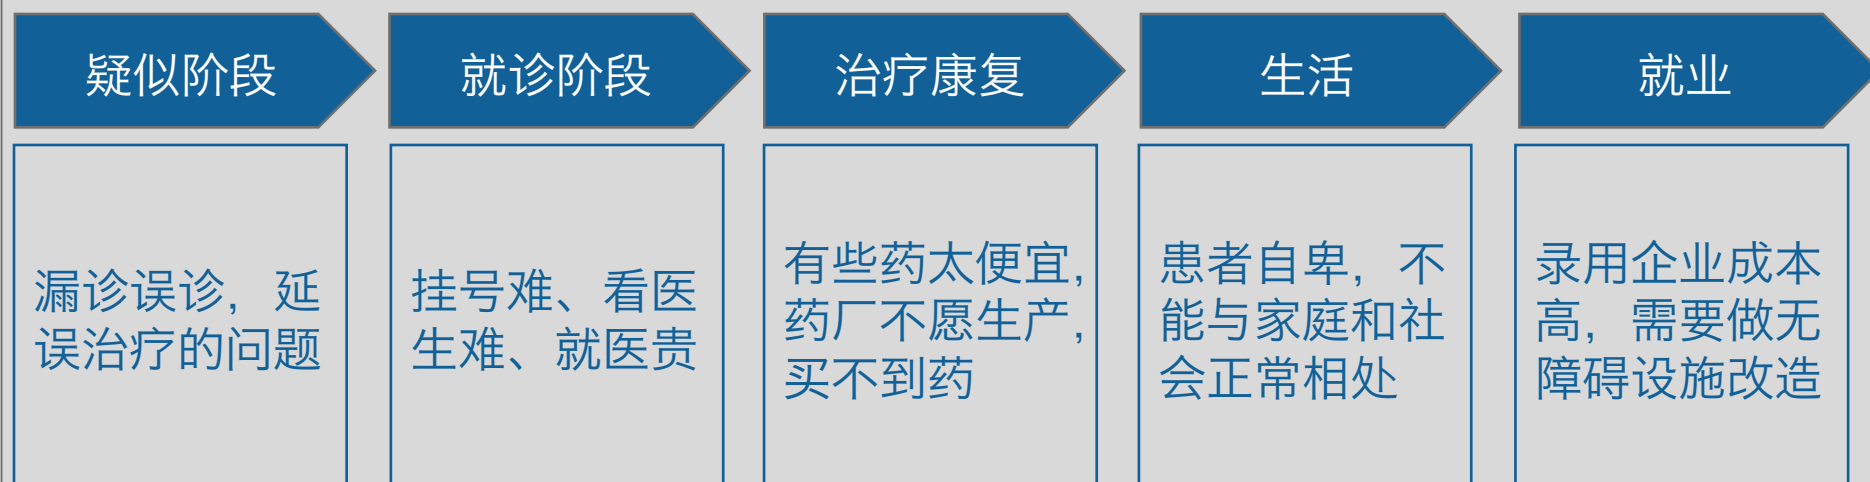 疑似阶段
就诊阶段
治疗康复
生活
就业
漏诊误诊，延
误治疗的问题
挂号难、看医
生难、就医贵
有些药太便宜，
药厂不愿生产，
买不到药
患者自卑，不
能与家庭和社
会正常相处
录用企业成本
高，需要做无
障碍设施改造